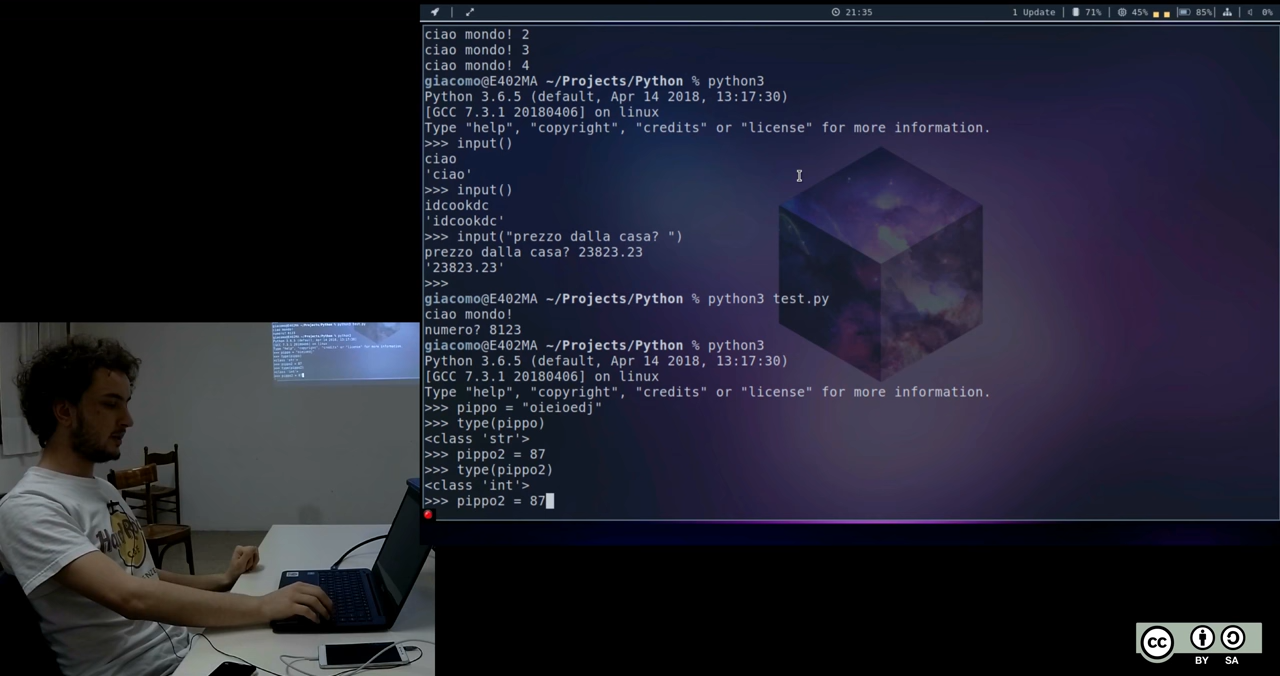 21:35
1 Update
71%
45%
85%
0%
ciao mondo! 2
ciao mondo! 3
ciao mondo! 4
giacomo@E402MA ~/Projects/Python % python3
Python 3.6.5 (default, Apr 14 2018, 13:17:30)
[GCC 7.3.1 20180406] on linux
Type "help", "copyright", "credits" or "license" for more information.
>>> input()
ciao
'ciao'
>>> input()
idcookdc
'idcookdc'
>>> input("prezzo dalla casa? ")
prezzo dalla casa? 23823.23
'23823.23'
>>>
giacomo@E402MA ~/Projects/Python % python3 test.py
ciao mondo!
numero? 8123
giacomo@E402MA ~/Projects/Python % python3
Python 3.6.5 (default, Apr 14 2018, 13:17:30)
[GCC 7.3.1 20180406] on linux
Type "help", "copyright", "credits" or "license" for more information.
>>> pippo = "oieioedj"
>>> type(pippo)
<class 'str'>
>>> pippo2 = 87
>>> type(pippo2)
<class 'int'>
>>> pippo2 = 87
CC
BY SA